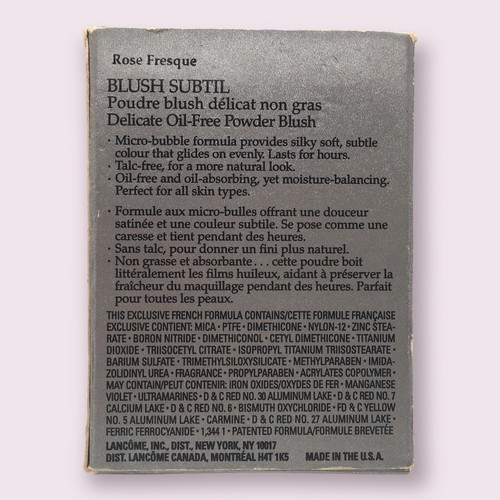 Rose Fresque
BLUSH SUBTIL
Poudre blush délicat non gras
Delicate Oil-Free Powder Blush
· Micro-bubble formula provides silky soft, subtle
colour that glides on evenly. Lasts for hours.
· Talc-free, for a more natural look.
· Oil-free and oil-absorbing, yet moisture-balancing.
Perfect for all skin types.
· Formule aux micro-bulles offrant une douceur
satinée et une couleur subtile. Se pose comme une
caresse et tient pendant des heures.
· Sans talc, pour donner un fini plus naturel.
· Non grasse et absorbante... cette poudre boit
littéralement les films huileux, aidant à préserver la
fraîcheur du maquillage pendant des heures. Parfait
pour toutes les peaux.
THIS EXCLUSIVE FRENCH FORMULA CONTAINS/CETTE FORMULE FRANÇAISE
EXCLUSIVE CONTIENT: MICA · PTFE · DIMETHICONE · NYLON-12 · ZINC STEA-
RATE · BORON NITRIDE · DIMETHICONOL · CETYL DIMETHICONE · TITANIUM
DIOXIDE · TRIISOCETYL CITRATE · ISOPROPYL TITANIUM TRIISOSTEARATE ·
BARIUM SULFATE · TRIMETHYLSILOXYSILICATE · METHYLPARABEN · IMIDA-
ZOLIDINYL UREA · FRAGRANCE · PROPYLPARABEN · ACRYLATES COPOLYMER ·
MAY CONTAIN/PEUT CONTENIR: IRON OXIDES/OXYDES DE FER · MANGANESE
VIOLET · ULTRAMARINES · D & C RED NO. 30 ALUMINUM LAKE · D & C RED NO. 7
CALCIUM LAKE · D & C RED NO. 6 · BISMUTH OXYCHLORIDE · FD & C YELLOW
NO. 5 ALUMINUM LAKE · CARMINE · D & C RED NO. 27 ALUMINUM LAKE ·
FERRIC FERROCYANIDE · 1,344 1 · PATENTED FORMULA/FORMULE BREVETÉE
LANCÔME, INC., DIST., NEW YORK, NY 10017
DIST. LANCÔME CANADA, MONTRÉAL H4T 1K5 MADE IN THE U.S.A.